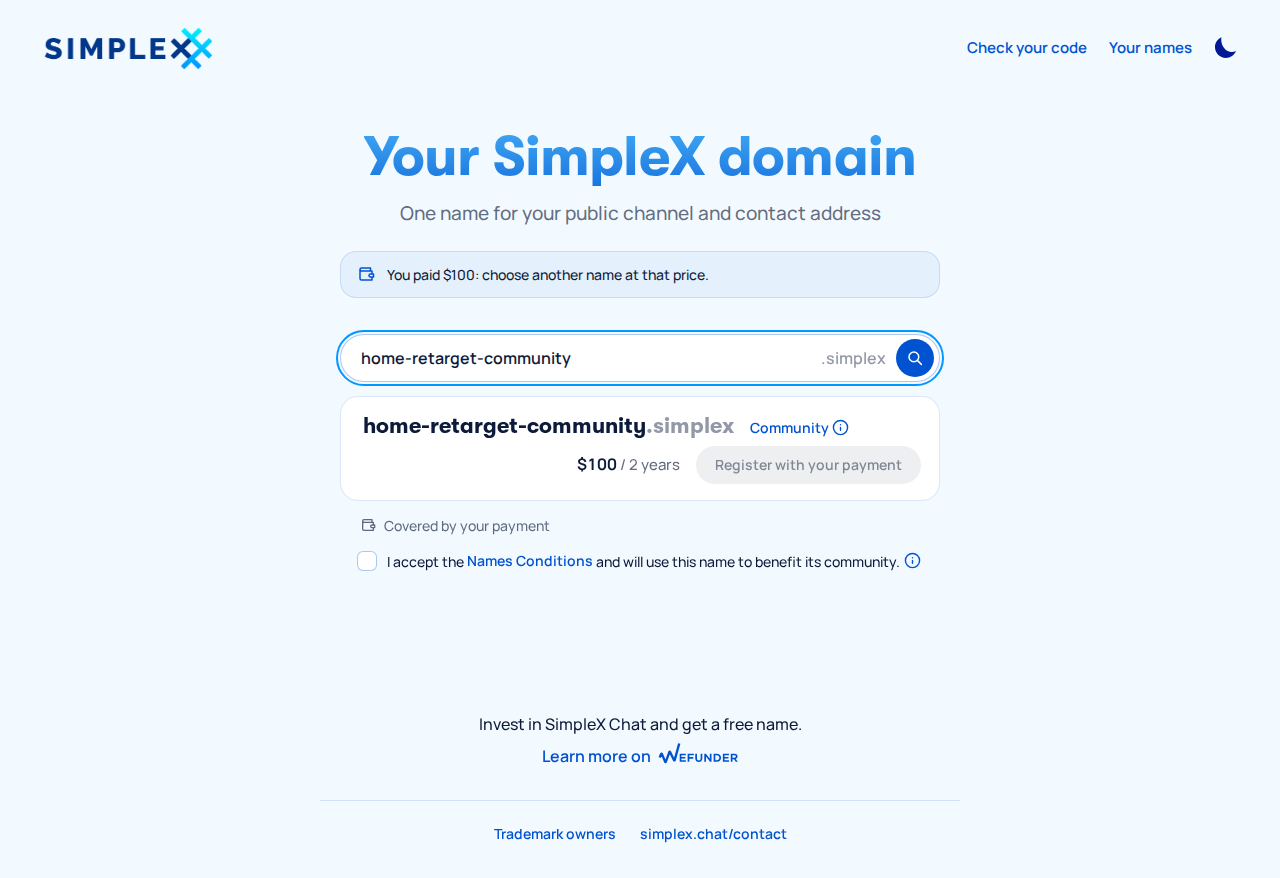 SIMPLEX
Check your code
Your names
Your SimpleX domain
One name for your public channel and contact address
You paid $100: choose another name at that price.
home-retarget-community
.simplex
home-retarget-community.simplex
Community
$100 / 2 years
Register with your payment
Covered by your payment
I accept the Names Conditions and will use this name to benefit its community.
Invest in SimpleX Chat and get a free name.
Learn more on WEFUNDER
Trademark owners
simplex.chat/contact